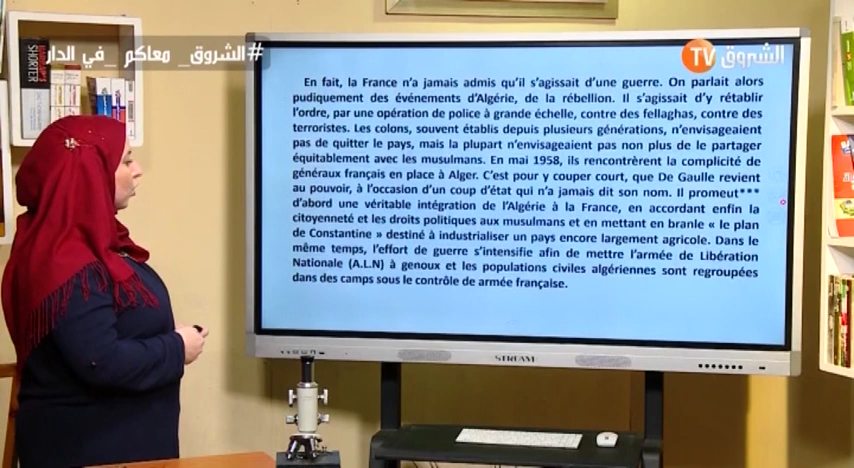 #الشروق_ معاكم _في الدار
الشروق TV
SHORTER
En fait, la France n'a jamais admis qu'il s'agissait d'une guerre. On parlait alors
pudiquement des événements d'Algérie, de la rébellion. Il s'agissait d'y rétablir
l'ordre, par une opération de police à grande échelle, contre des fellaghas, contre des
terroristes. Les colons, souvent établis depuis plusieurs générations, n'envisageaient
pas de quitter le pays, mais la plupart n'envisageaient pas non plus de le partager
équitablement avec les musulmans. En mai 1958, ils rencontrèrent la complicité de
généraux français en place à Alger. C'est pour y couper court, que De Gaulle revient
au pouvoir, à l'occasion d'un coup d'état qui n'a jamais dit son nom. Il promeut***
d'abord une véritable intégration de l'Algérie à la France, en accordant enfin la
citoyenneté et les droits politiques aux musulmans et en mettant en branle « le plan
de Constantine » destiné à industrialiser un pays encore largement agricole. Dans le
même temps, l'effort de guerre s'intensifie afin de mettre l'armée de Libération
Nationale (A.L.N) à genoux et les populations civiles algériennes sont regroupées
dans des camps sous le contrôle de armée française.
STREAM